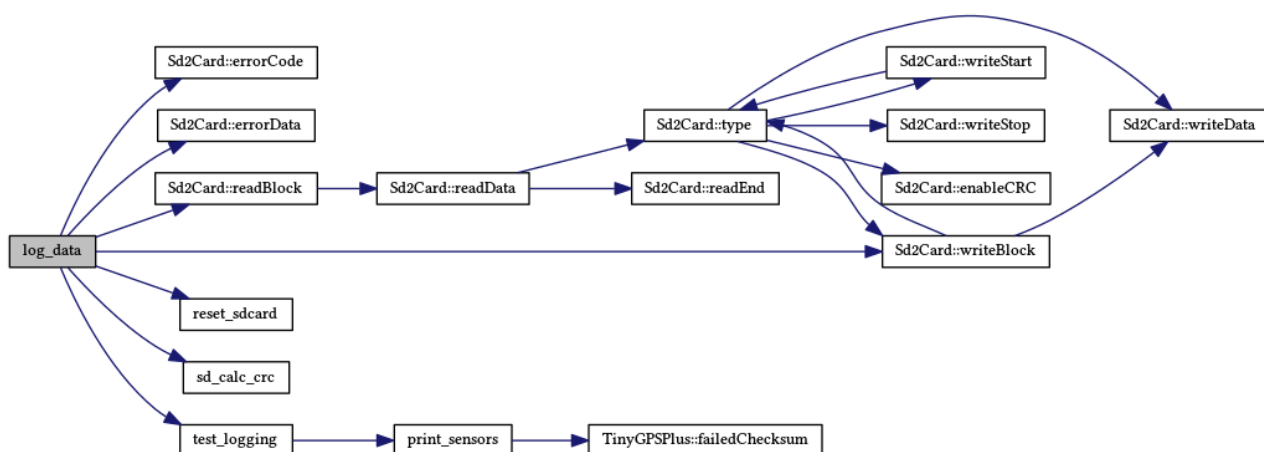 Sd2Card::errorCode
Sd2Card::writeStart
Sd2Card::errorData
Sd2Card::type
Sd2Card::writeStop
Sd2Card::writeData
Sd2Card::readBlock
Sd2Card::readData
Sd2Card::readEnd
Sd2Card::enableCRC
log_data
Sd2Card::writeBlock
reset_sdcard
sd_calc_crc
test_logging
print_sensors
TinyGPSPlus::failedChecksum